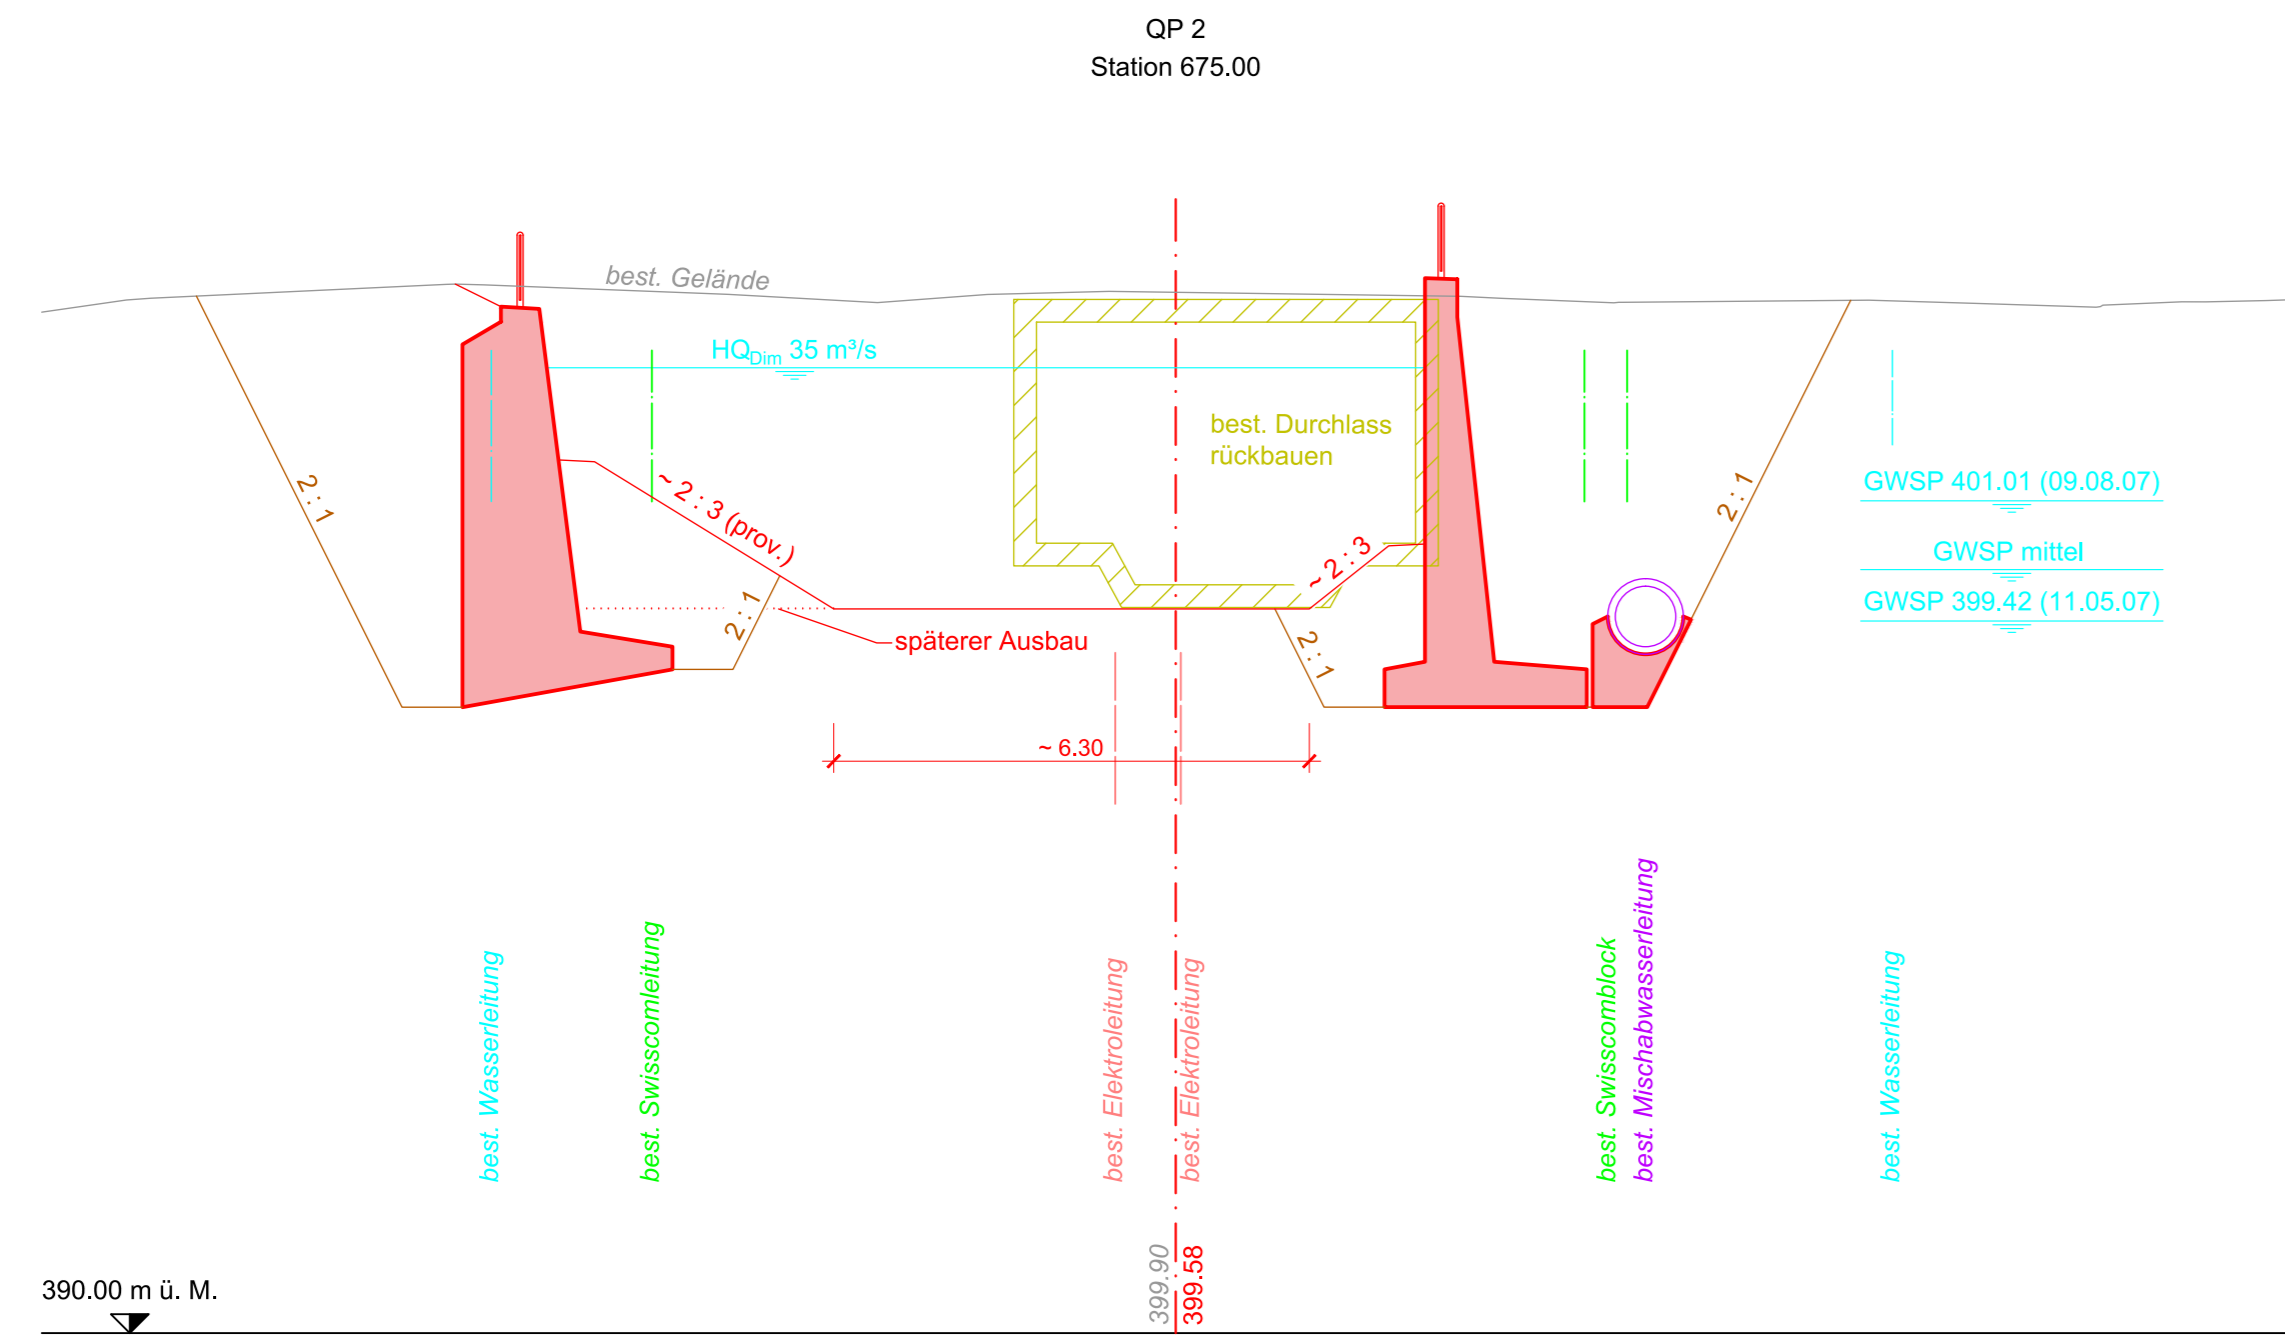 QP 2
Station 675.00
best. Gelände
HQDim 35 m³/s
best. Durchlass
rückbauen
2 : 1
~ 2 : 3 (prov.)
2 : 1
~ 2 : 3
2 : 1
2 : 1
GWSP 401.01 (09.08.07)
GWSP mittel
GWSP 399.42 (11.05.07)
späterer Ausbau
~ 6.30
best. Wasserleitung
best. Swisscomleitung
best. Elektroleitung
best. Elektroleitung
best. Swisscomblock
best. Mischabwasserleitung
best. Wasserleitung
399.90
399.58
390.00 m ü. M.